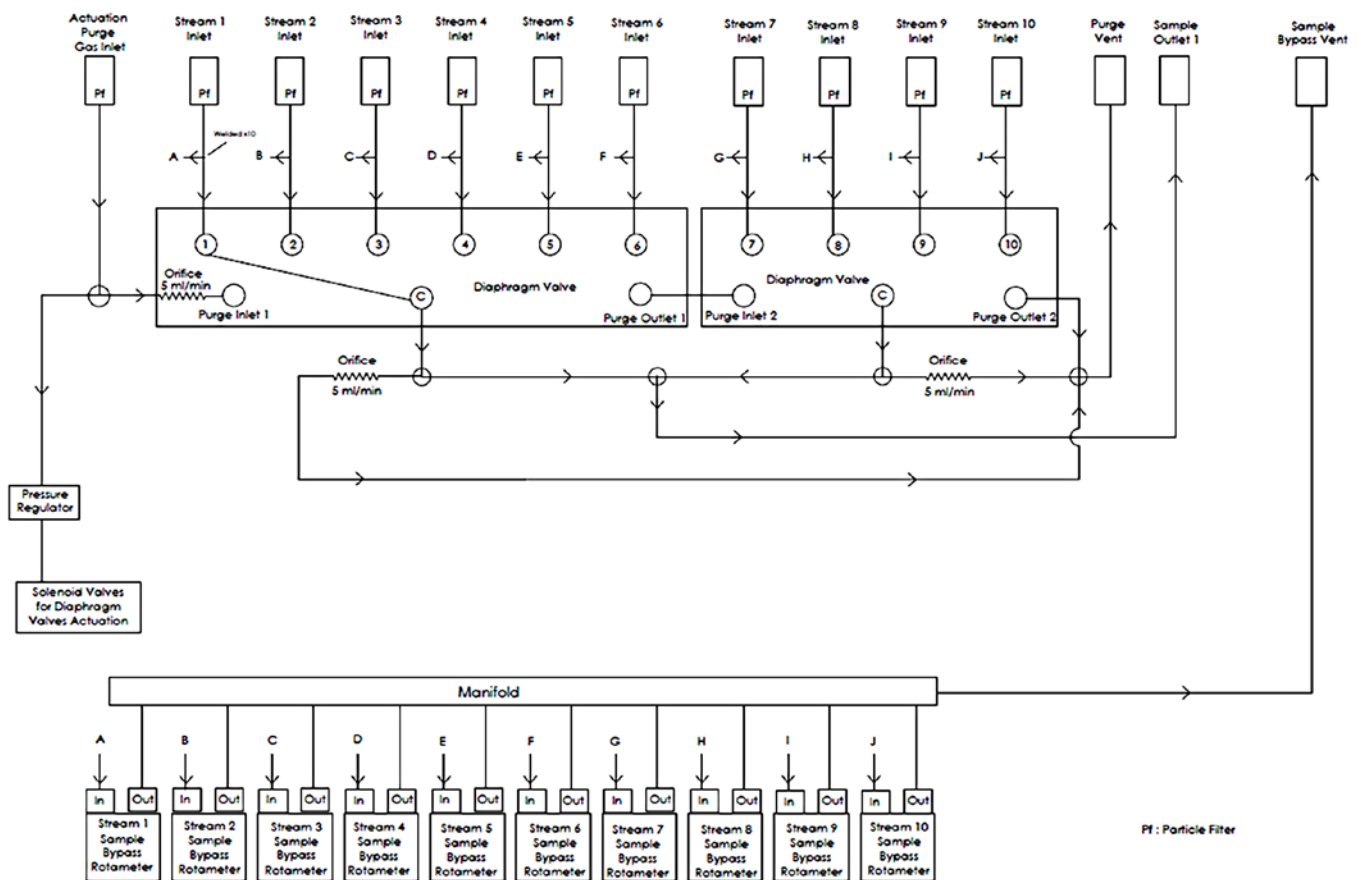 Actuation
Purge
Gas Inlet
Stream 1
Inlet
Stream 2
Inlet
Stream 3
Inlet
Stream 4
Inlet
Stream 5
Inlet
Stream 6
Inlet
Stream 7
Inlet
Stream 8
Inlet
Stream 9
Inlet
Stream 10
Inlet
Purge
Vent
Sample
Outlet 1
Sample
Bypass Vent
Pf Pf Pf Pf Pf Pf Pf Pf Pf Pf Pf
Welded x10
A B C D E F G H I J
1 2 3 4 5 6 7 8 9 10
Orifice
5 ml/min
Purge Inlet 1
C
Diaphragm Valve
Purge Outlet 1
Purge Inlet 2
Diaphragm Valve
C
Purge Outlet 2
Orifice
5 ml/min
Orifice
5 ml/min
Pressure
Regulator
Solenoid Valves
for Diaphragm
Valves Actuation
Manifold
A B C D E F G H I J
In Out In Out In Out In Out In Out In Out In Out In Out In Out In Out
Stream 1
Sample
Bypass
Rotameter
Stream 2
Sample
Bypass
Rotameter
Stream 3
Sample
Bypass
Rotameter
Stream 4
Sample
Bypass
Rotameter
Stream 5
Sample
Bypass
Rotameter
Stream 6
Sample
Bypass
Rotameter
Stream 7
Sample
Bypass
Rotameter
Stream 8
Sample
Bypass
Rotameter
Stream 9
Sample
Bypass
Rotameter
Stream 10
Sample
Bypass
Rotameter
Pf : Particle Filter